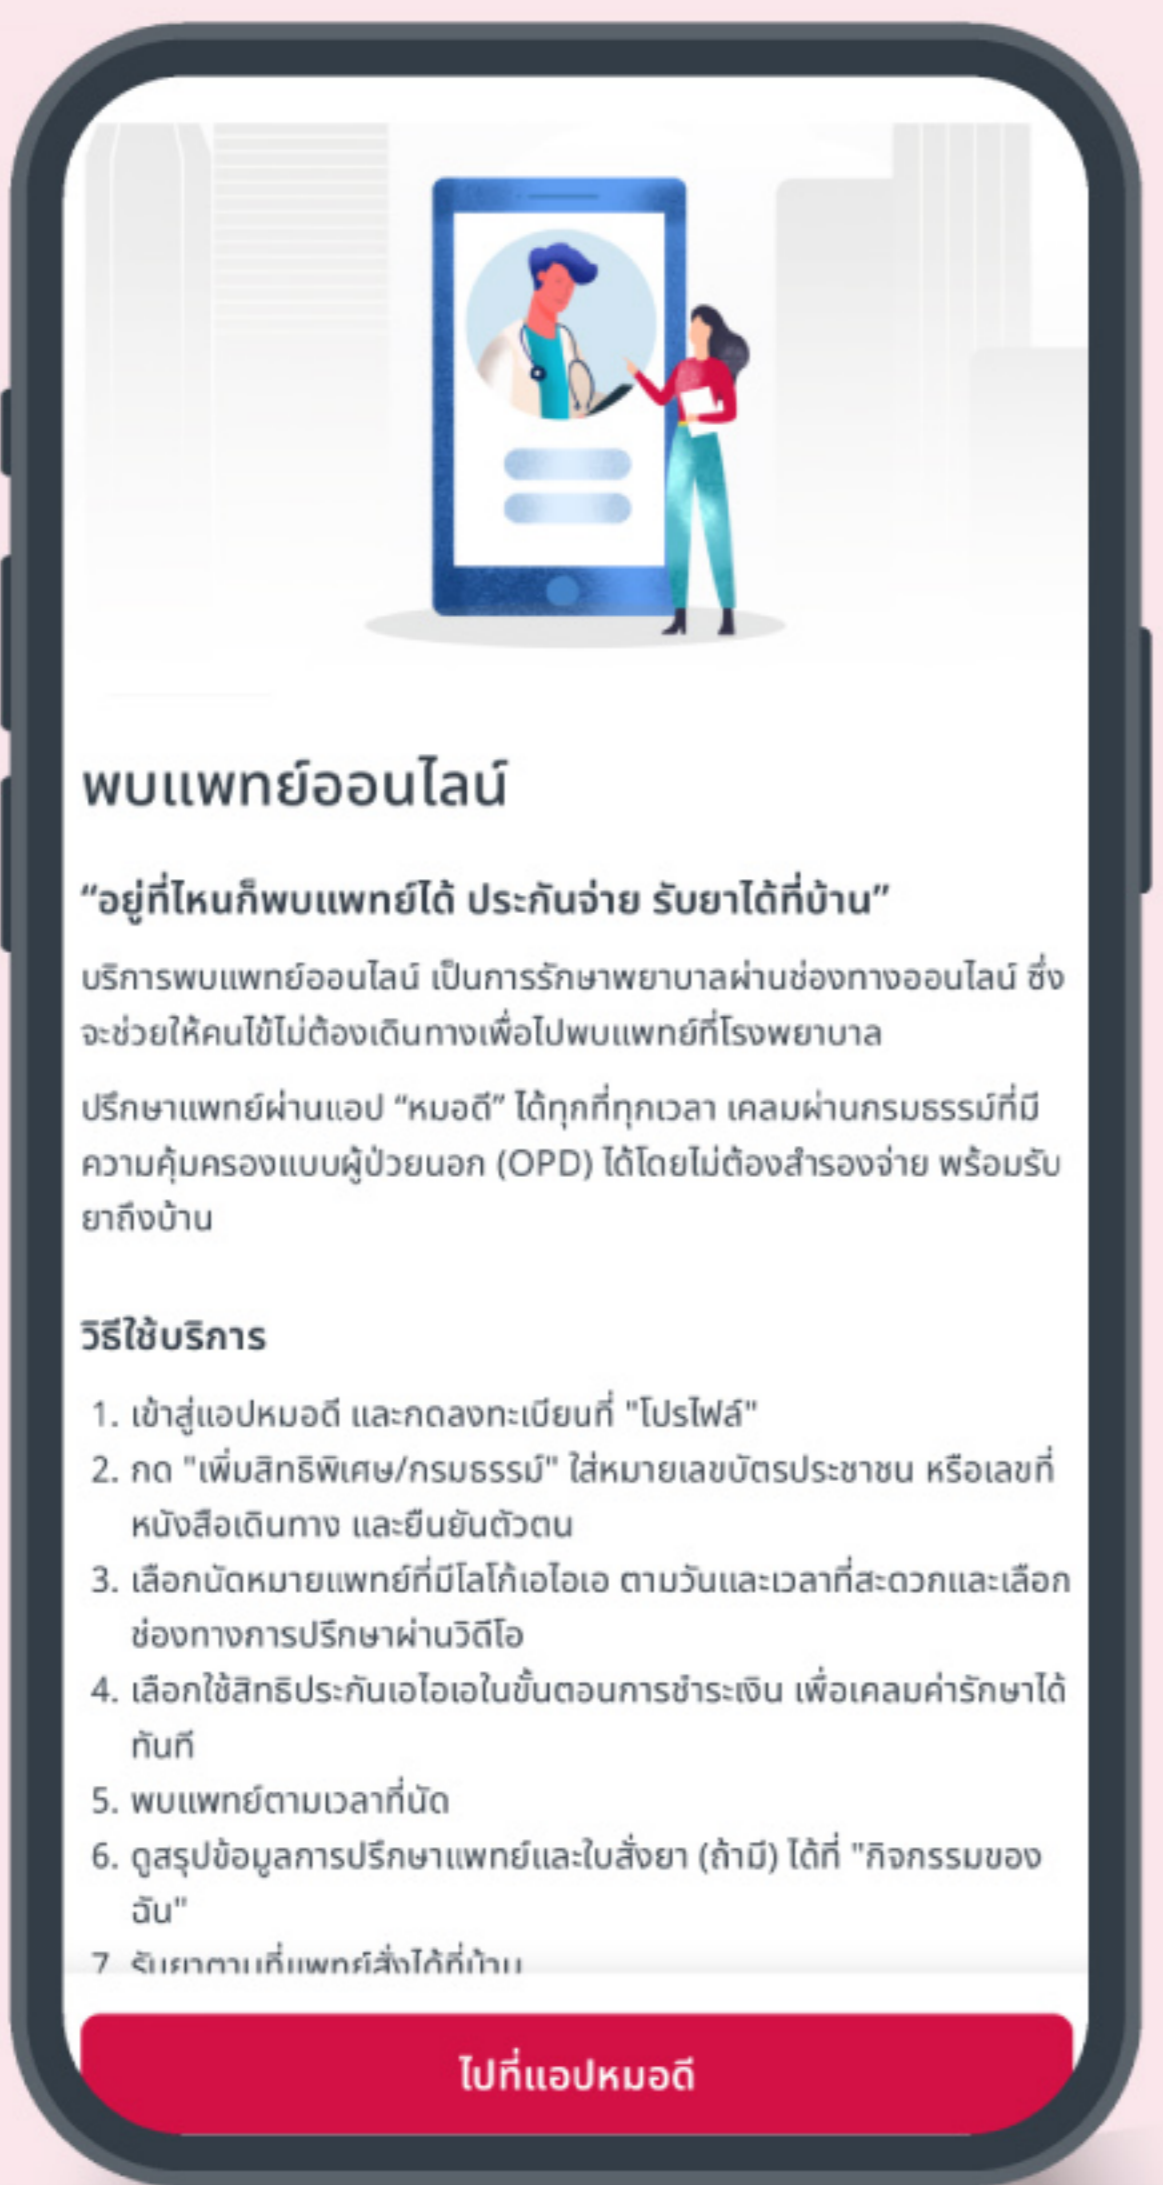 พบแพทย์ออนไลน์
“อยู่ที่ไหนก็พบแพทย์ได้ ประกันจ่าย รับยาได้ที่บ้าน”
บริการพบแพทย์ออนไลน์ เป็นการรักษาพยาบาลผ่านช่องทางออนไลน์ ซึ่ง
จะช่วยให้คนไข้ไม่ต้องเดินทางเพื่อไปพบแพทย์ที่โรงพยาบาล
ปรึกษาแพทย์ผ่านแอป “หมอดี” ได้ทุกที่ทุกเวลา เคลมผ่านกรมธรรม์ที่มี
ความคุ้มครองแบบผู้ป่วยนอก (OPD) ได้โดยไม่ต้องสำรองจ่าย พร้อมรับ
ยาถึงบ้าน
วิธีใช้บริการ
1. เข้าสู่แอปหมอดี และกดลงทะเบียนที่ "โปรไฟล์"
2. กด "เพิ่มสิทธิพิเศษ/กรมธรรม์" ใส่หมายเลขบัตรประชาชน หรือเลขที่
หนังสือเดินทาง และยืนยันตัวตน
3. เลือกนัดหมายแพทย์ที่มีโลโก้เอไอเอ ตามวันและเวลาที่สะดวกและเลือก
ช่องทางการปรึกษาผ่านวิดีโอ
4. เลือกใช้สิทธิประกันเอไอเอในขั้นตอนการชำระเงิน เพื่อเคลมค่ารักษาได้
ทันที
5. พบแพทย์ตามเวลาที่นัด
6. ดูสรุปข้อมูลการปรึกษาแพทย์และใบสั่งยา (ถ้ามี) ได้ที่ "กิจกรรมของ
ฉัน"
7. รับยาตามที่แพทย์สั่งได้ที่บ้าน
ไปที่แอปหมอดี